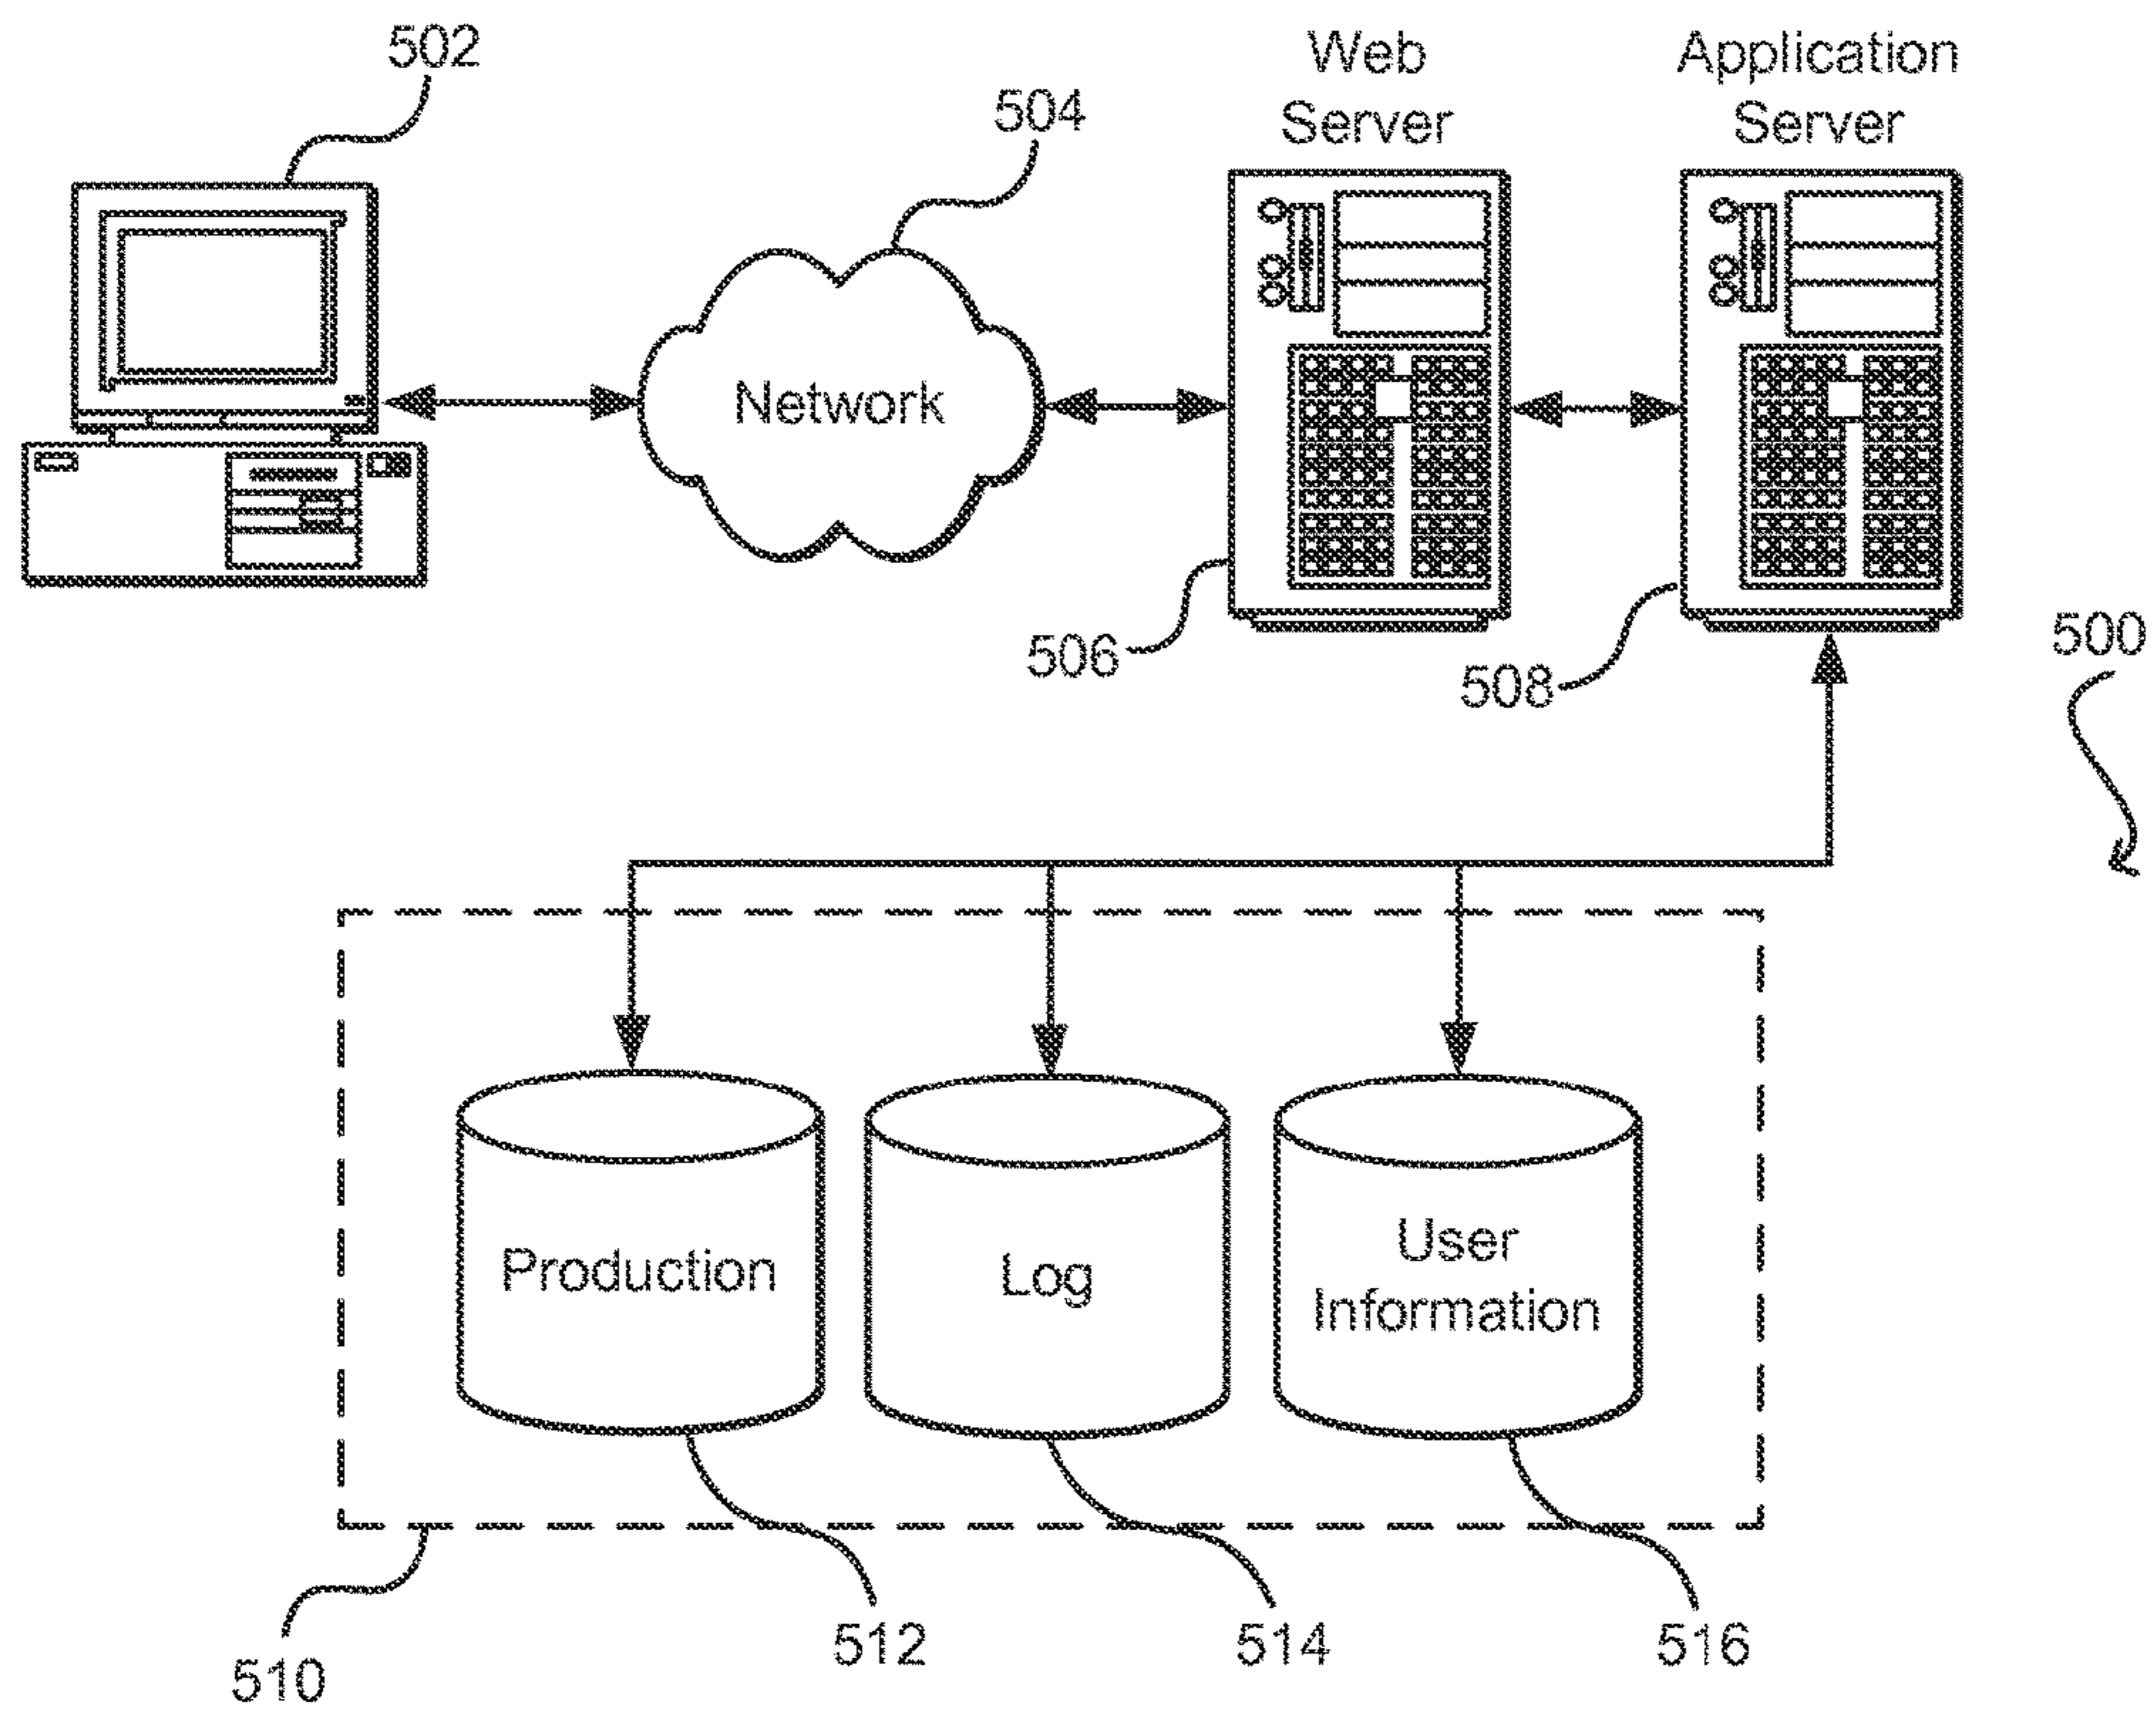 502
504
Web
Server
Application
Server
Network
506
508
500
Production
Log
User
Information
510
512
514
516